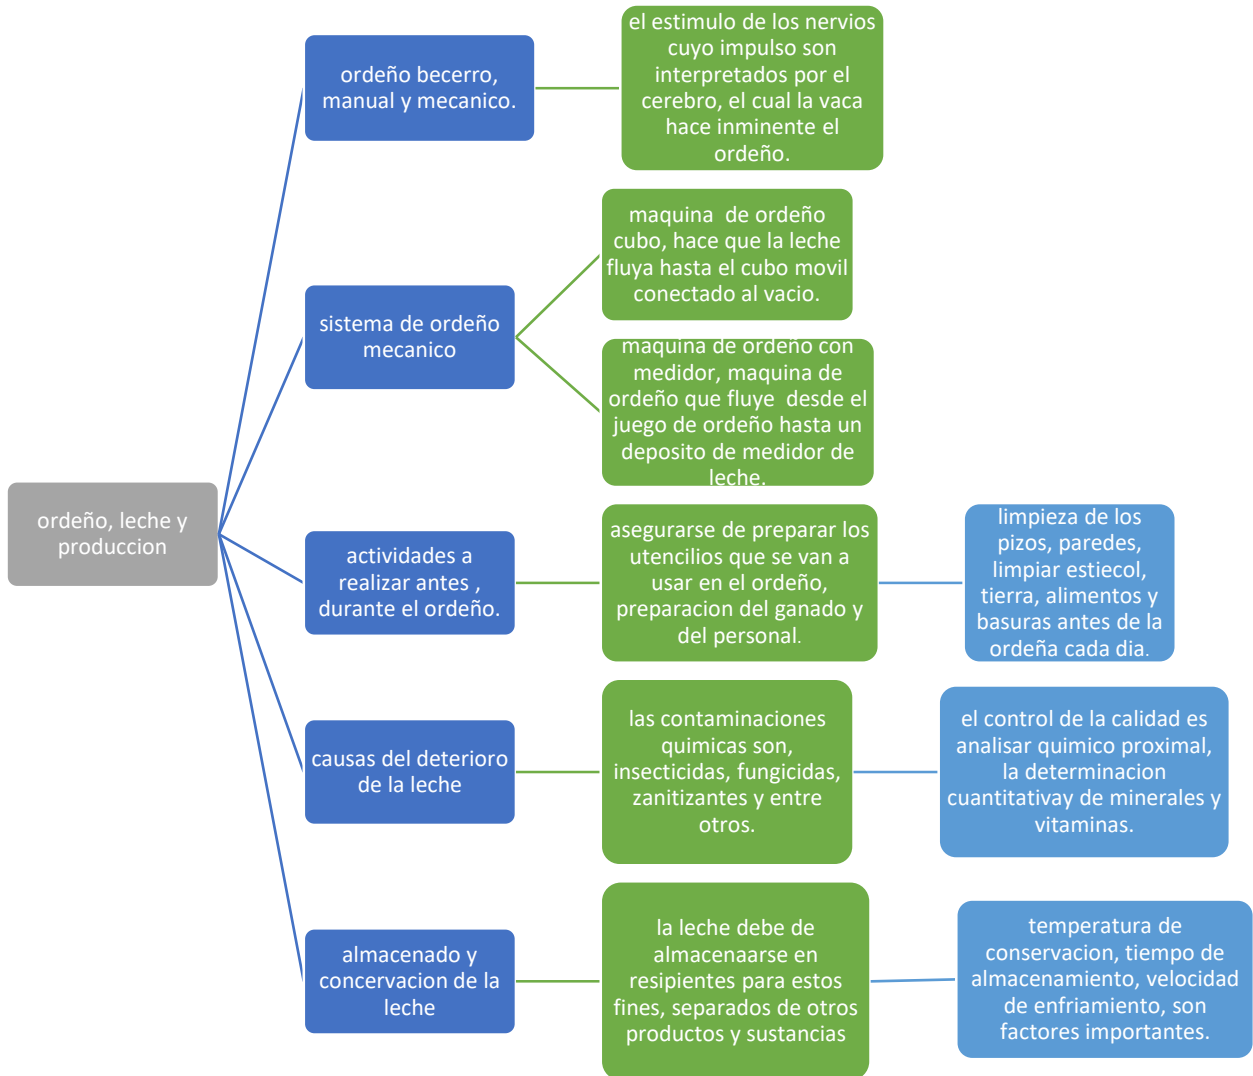 ordeño, leche y
produccion
ordeño becerro,
manual y mecanico.
el estimulo de los nervios
cuyo impulso son
interpretados por el
cerebro, el cual la vaca
hace inminente el
ordeño.
sistema de ordeño
mecanico
maquina de ordeño
cubo, hace que la leche
fluya hasta el cubo movil
conectado al vacio.
maquina de ordeño con
medidor, maquina de
ordeño que fluye desde el
juego de ordeño hasta un
deposito de medidor de
leche.
actividades a
realizar antes ,
durante el ordeño.
asegurarse de preparar los
utencilios que se van a
usar en el ordeño,
preparacion del ganado y
del personal.
limpieza de los
pizos, paredes,
limpiar estiecol,
tierra, alimentos y
basuras antes de la
ordeña cada dia.
causas del deterioro
de la leche
las contaminaciones
quimicas son,
insecticidas, fungicidas,
zanitizantes y entre
otros.
el control de la calidad es
analisar quimico proximal,
la determinacion
cuantitativay de minerales y
vitaminas.
almacenado y
concervacion de la
leche
la leche debe de
almacenaarse en
resipientes para estos
fines, separados de otros
productos y sustancias
temperatura de
conservacion, tiempo de
almacenamiento, velocidad
de enfriamiento, son
factores importantes.